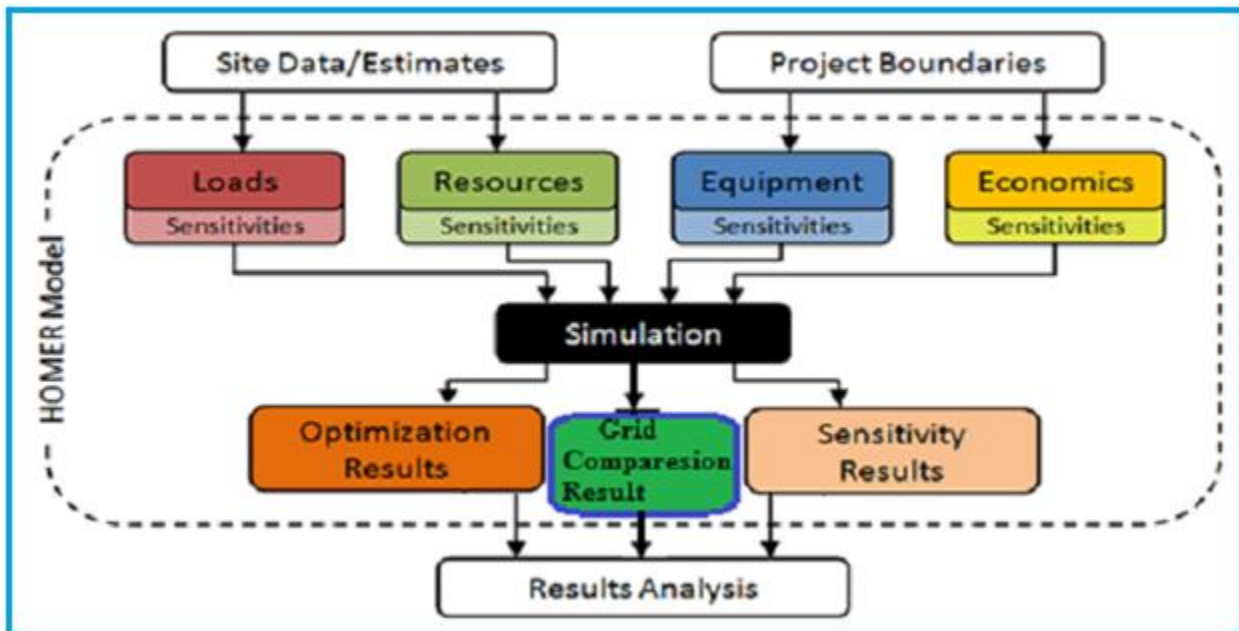 Site Data/Estimates
Project Boundaries
Loads
Sensitivities
Resources
Sensitivities
Equipment
Sensitivities
Economics
Sensitivities
HOMER Model
Simulation
Optimization
Results
Grid
Comparesion
Result
Sensitivity
Results
Results Analysis